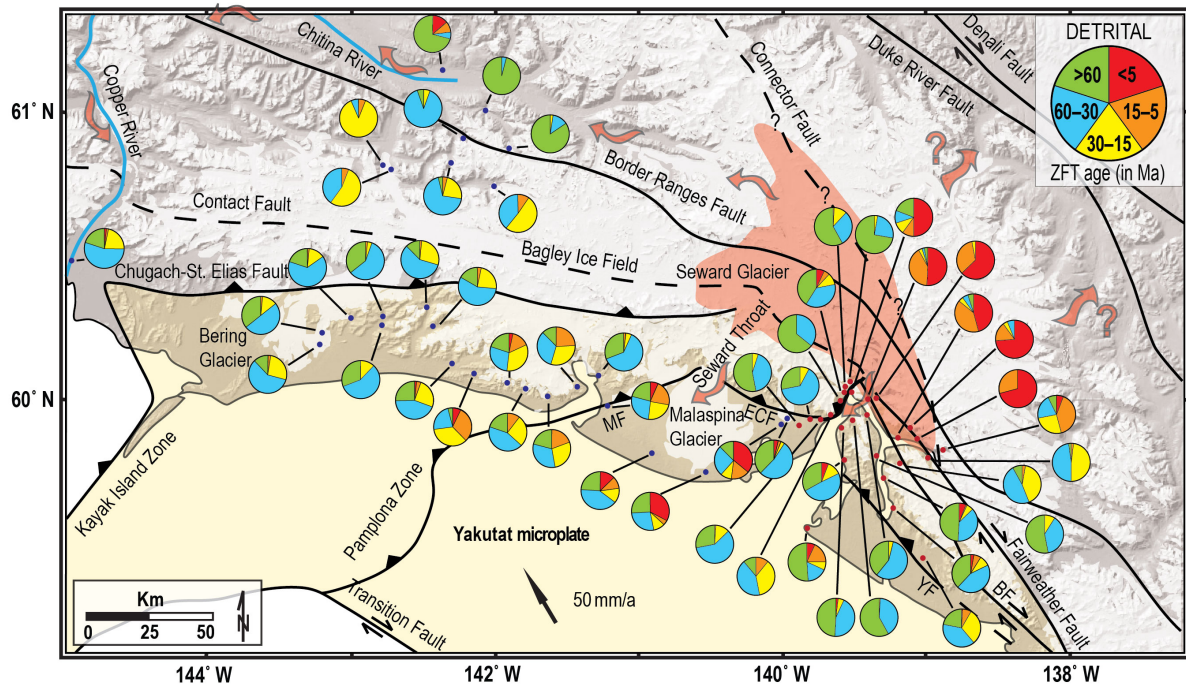 Chitina River
Copper River
61° N
Connector Fault
?
Denali Fault
Duke River Fault
DETRITAL
>60
<5
60–30
15–5
30–15
ZFT age (in Ma)
?
Border Ranges Fault
?
Contact Fault
Bagley Ice Field
Chugach-St. Elias Fault
Seward Glacier
?
?
Seward Throat
Bering
Glacier
60° N
MF
ECF
Malaspina
Glacier
Kayak Island Zone
Pamplona Zone
Yakutat microplate
50 mm/a
Transition Fault
YF
BF
Fairweather Fault
Km
0
25
50
N
144° W
142° W
140° W
138° W